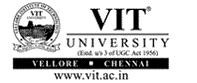 VIT®
UNIVERSITY
(Estd. u/s 3 of UGC Act 1956)
VELLORE • CHENNAI
www.vit.ac.in